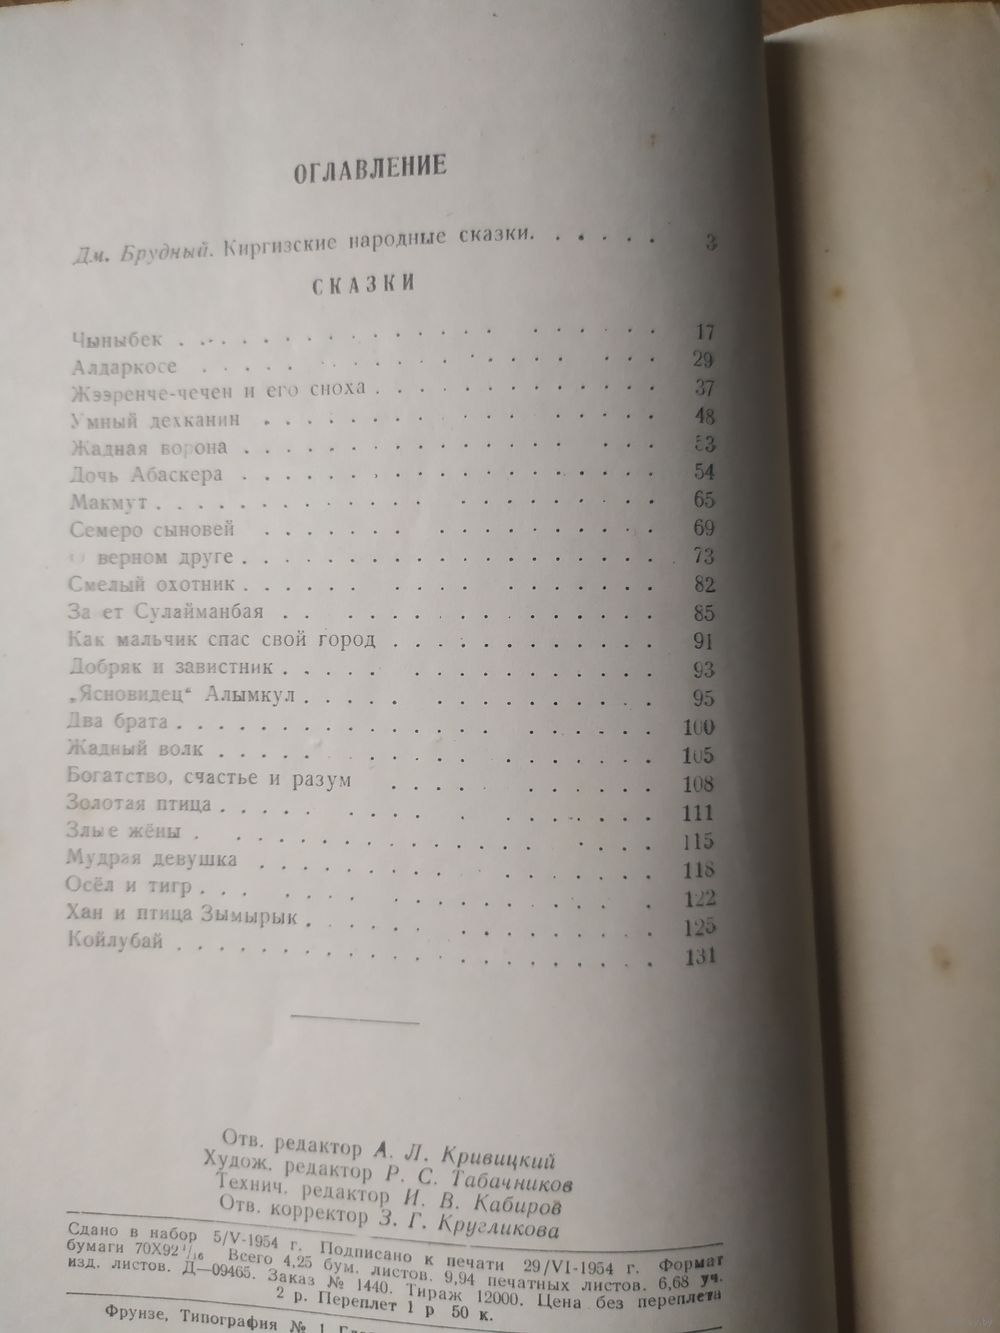 ОГЛАВЛЕНИЕ
Дм. Брудный. Киргизские народные сказки. . . . . . 3
СКАЗКИ
Чыныбек . . . . . . . . . . . . . . . . . . . 17
Алдаркосе . . . . . . . . . . . . . . . . . . 29
Жээренче-чечен и его сноха . . . . . . . . . . . . 37
Умный дехканин . . . . . . . . . . . . . . . . 48
Жадная ворона . . . . . . . . . . . . . . . . . 53
Дочь Абаскера . . . . . . . . . . . . . . . . . 54
Макмут . . . . . . . . . . . . . . . . . . . . 65
Семеро сыновей . . . . . . . . . . . . . . . . 69
О верном друге . . . . . . . . . . . . . . . . . 73
Смелый охотник . . . . . . . . . . . . . . . . . 82
За ет Сулайманбая . . . . . . . . . . . . . . . 85
Как мальчик спас свой город . . . . . . . . . . . 91
Добряк и завистник . . . . . . . . . . . . . . . 93
„Ясновидец“ Алымкул . . . . . . . . . . . . . . 95
Два брата . . . . . . . . . . . . . . . . . . . 100
Жадный волк . . . . . . . . . . . . . . . . . . 105
Богатство, счастье и разум . . . . . . . . . . . 108
Золотая птица . . . . . . . . . . . . . . . . . 111
Злые жёны . . . . . . . . . . . . . . . . . . 115
Мудрая девушка . . . . . . . . . . . . . . . . 118
Осёл и тигр . . . . . . . . . . . . . . . . . . 122
Хан и птица Зымырык . . . . . . . . . . . . . . 125
Койлубай . . . . . . . . . . . . . . . . . . . 131
Отв. редактор А. Л. Кривицкий
Худож. редактор Р. С. Табачников
Технич. редактор И. В. Кабиров
Отв. корректор З. Г. Кругликова
Сдано в набор 5/V-1954 г. Подписано к печати 29/VI-1954 г. Формат
бумаги 70X92 1/16 Всего 4,25 бум. листов. 9,94 печатных листов. 6,68 уч.
изд. листов. Д—09465. Заказ № 1440. Тираж 12000. Цена без переплета
2 р. Переплет 1 р 50 к.
Фрунзе, Типография № 1